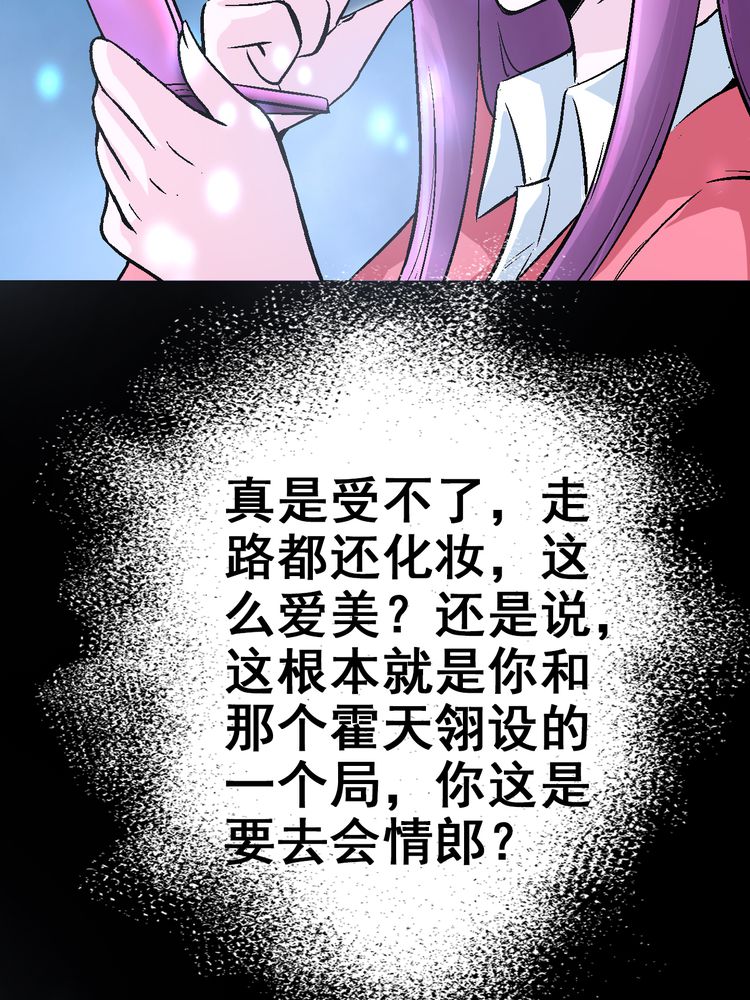 真是受不了，走
路都还化妆，这
么爱美？还是说，
这根本就是你和
那个霍天翎设的
一个局，你这是
要去会情郎？